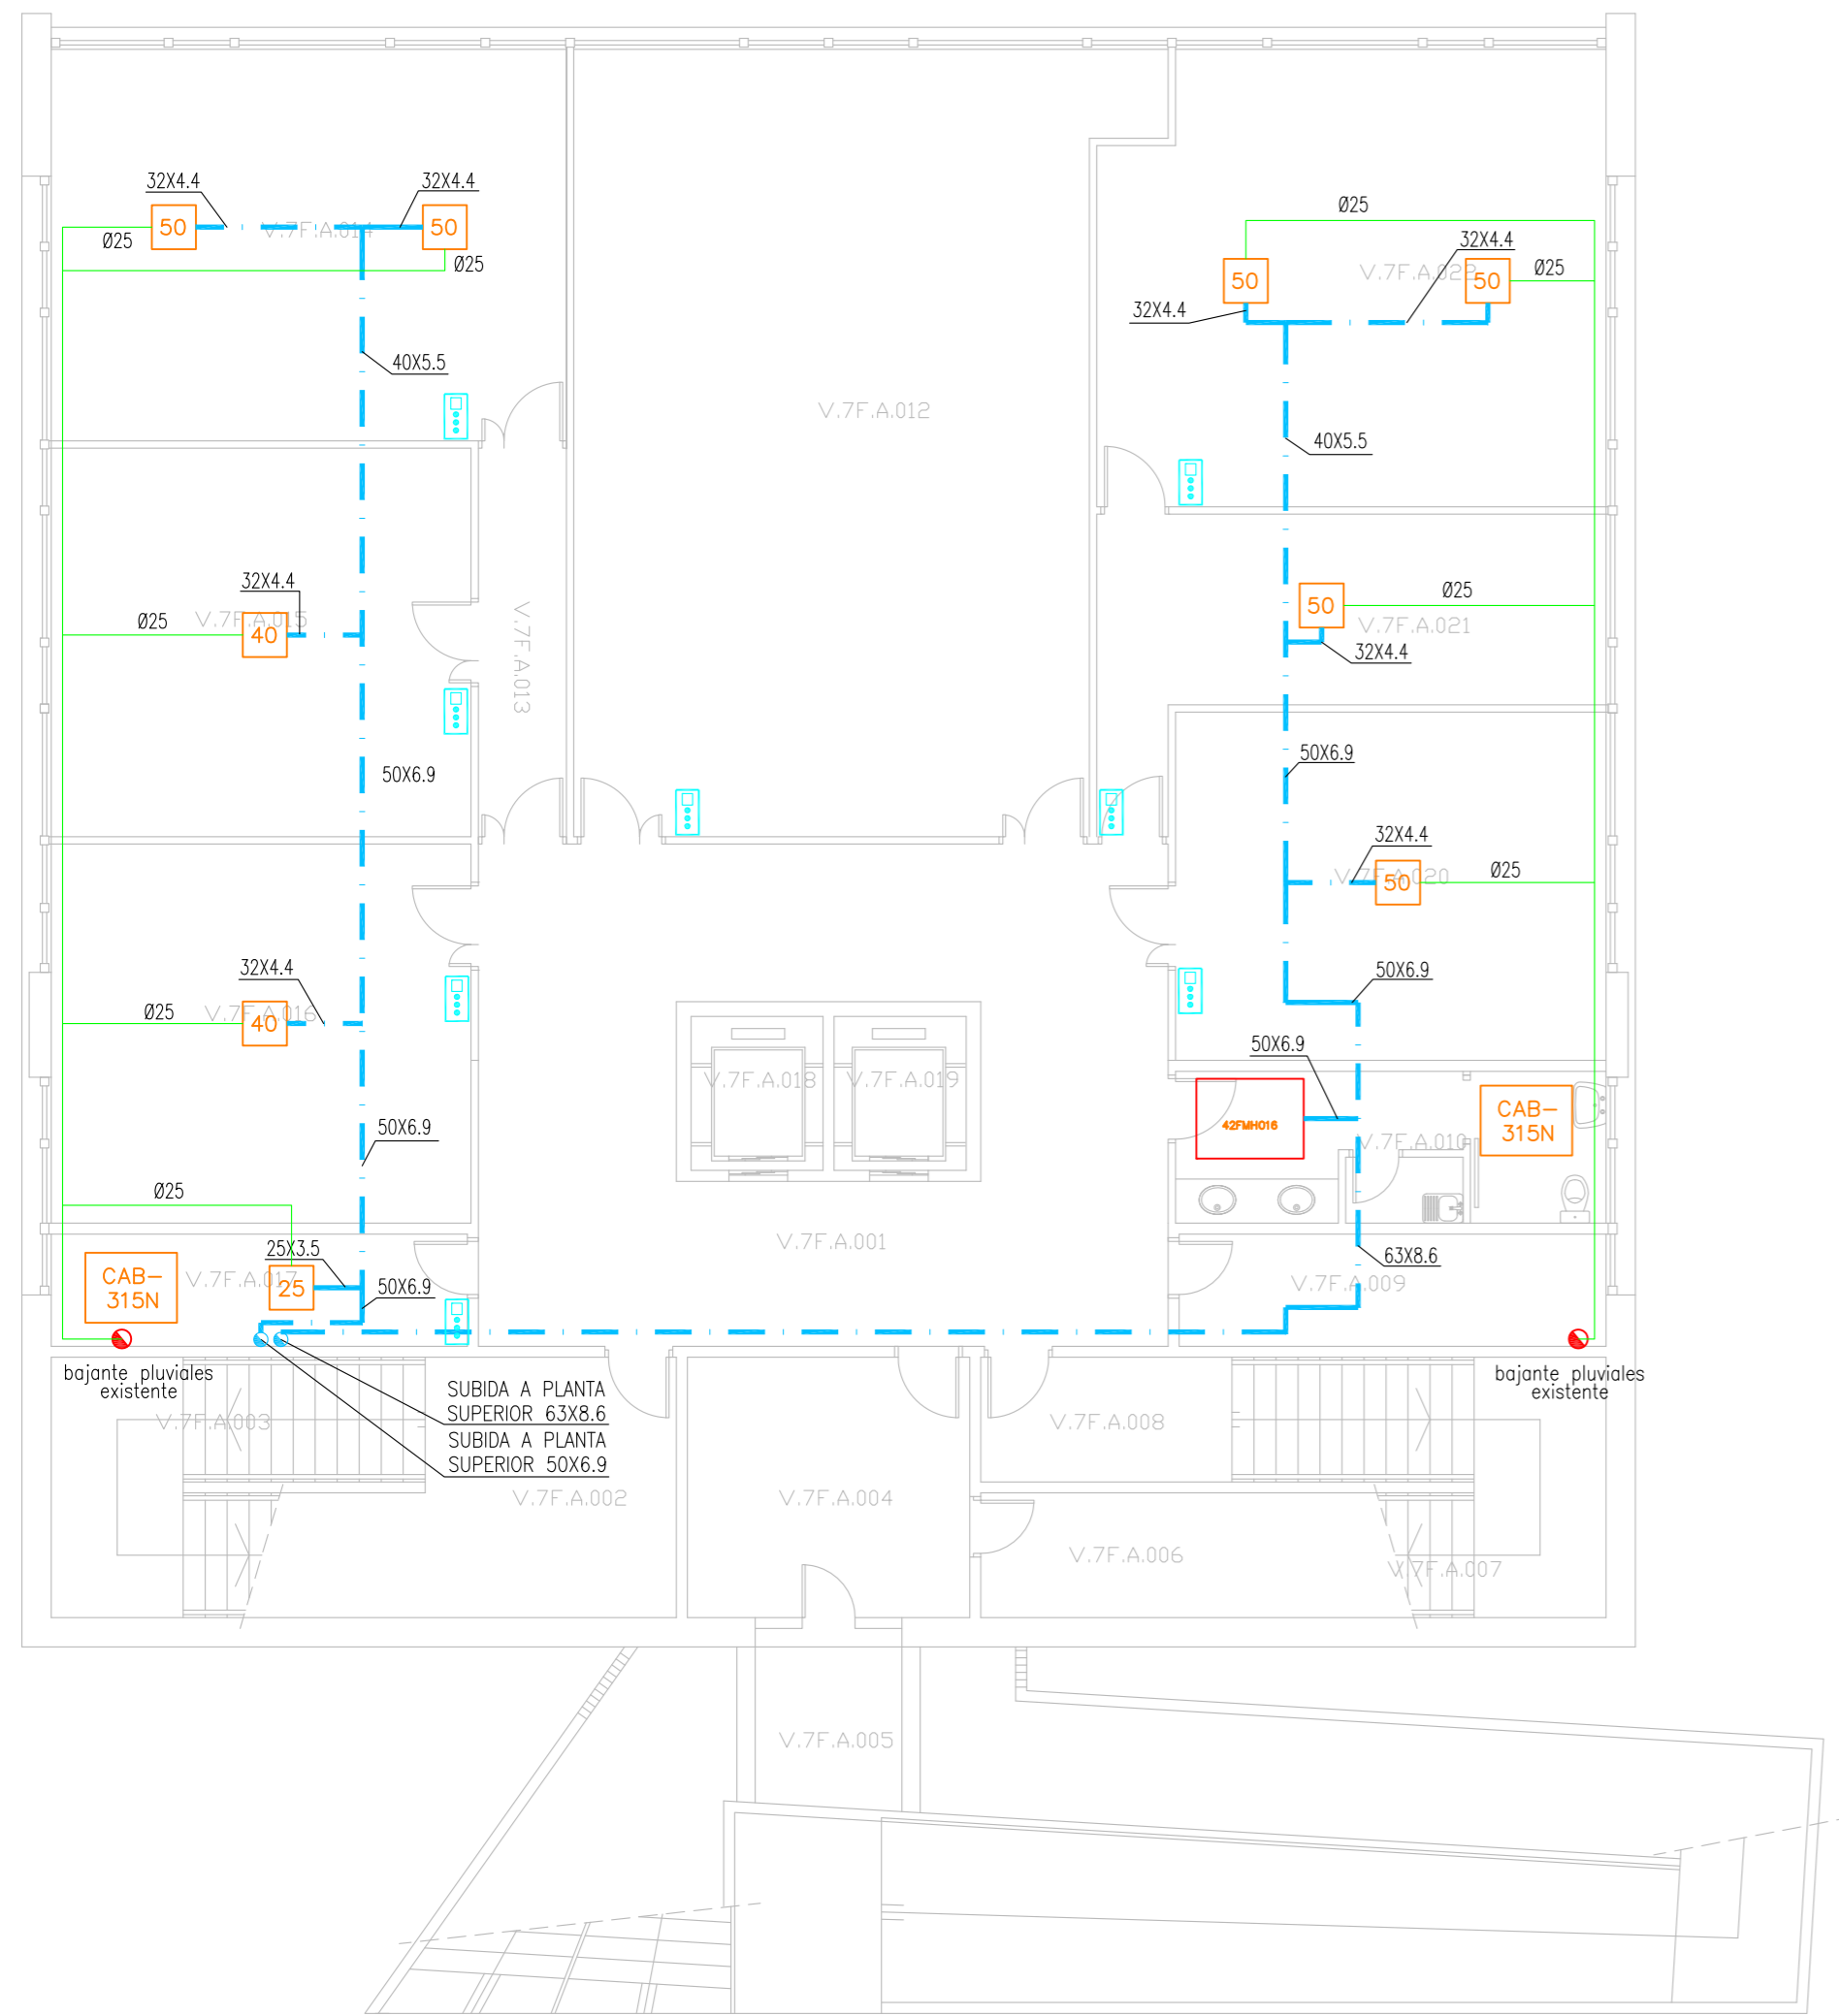 32X4.4
32X4.4
Ø25
32X4.4
50
V.7F.A.014
50
Ø25
Ø25
V.7F.A.022
50
50
Ø25
32X4.4
40X5.5
V.7F.A.012
40X5.5
32X4.4
Ø25
V.7F.A.015
40
Ø25
50
V.7F.A.021
32X4.4
V.7F.A.013
50X6.9
50X6.9
32X4.4
Ø25
V.7F.A.020
50
32X4.4
50X6.9
Ø25
V.7F.A.016
40
50X6.9
V.7F.A.018
V.7F.A.019
50X6.9
42FMH016
V.7F.A.010
CAB-
315N
Ø25
25X3.5
V.7F.A.001
63X8.6
CAB-
315N
V.7F.A.017
25
50X6.9
V.7F.A.009
bajante pluviales
existente
bajante pluviales
existente
SUBIDA A PLANTA
SUPERIOR 63X8.6
SUBIDA A PLANTA
SUPERIOR 50X6.9
V.7F.A.003
V.7F.A.008
V.7F.A.002
V.7F.A.004
V.7F.A.006
V.7F.A.007
V.7F.A.005